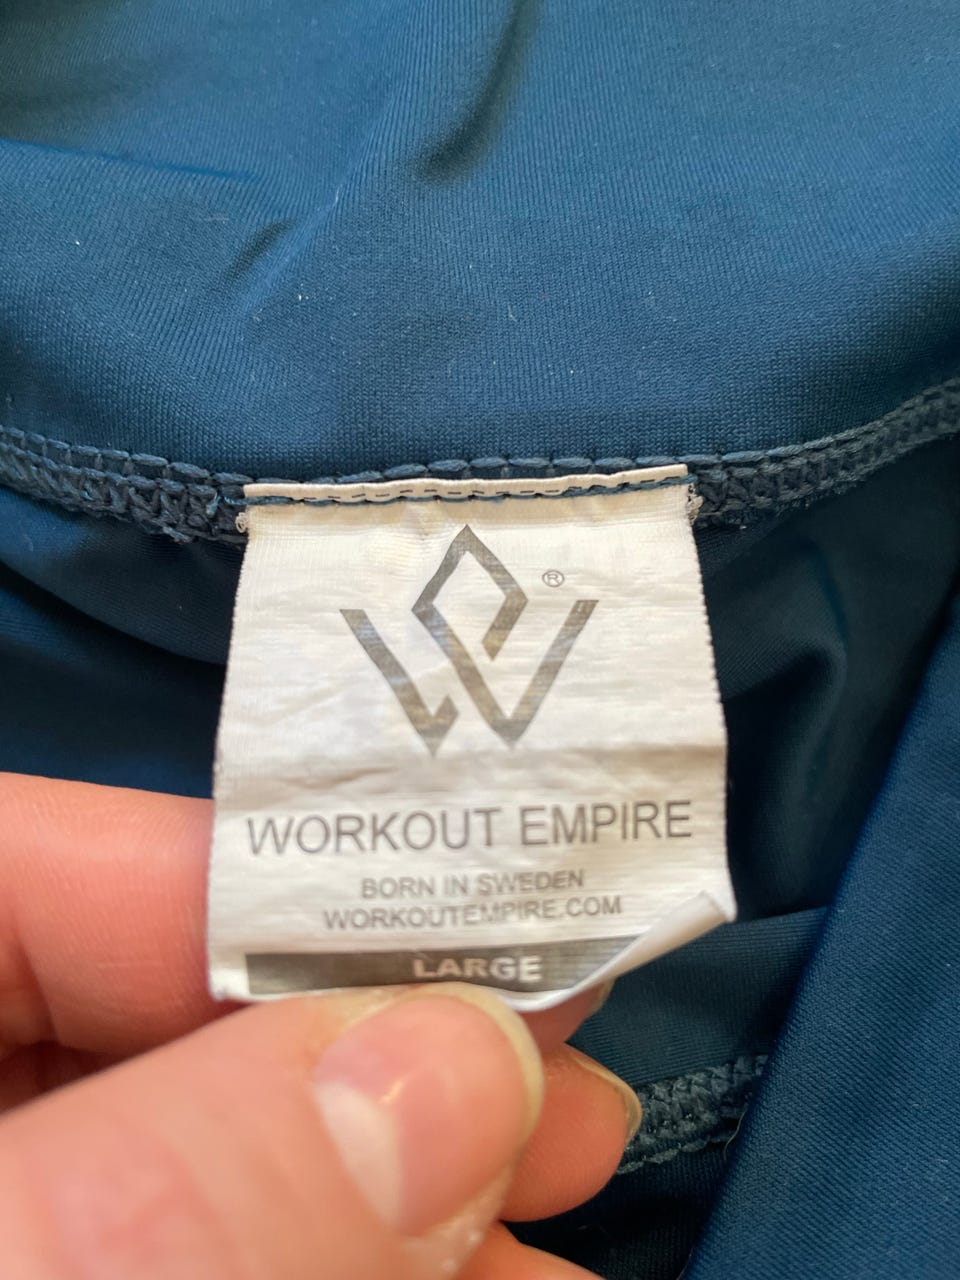 ®
WORKOUT EMPIRE
BORN IN SWEDEN
WORKOUTEMPIRE.COM
LARGE